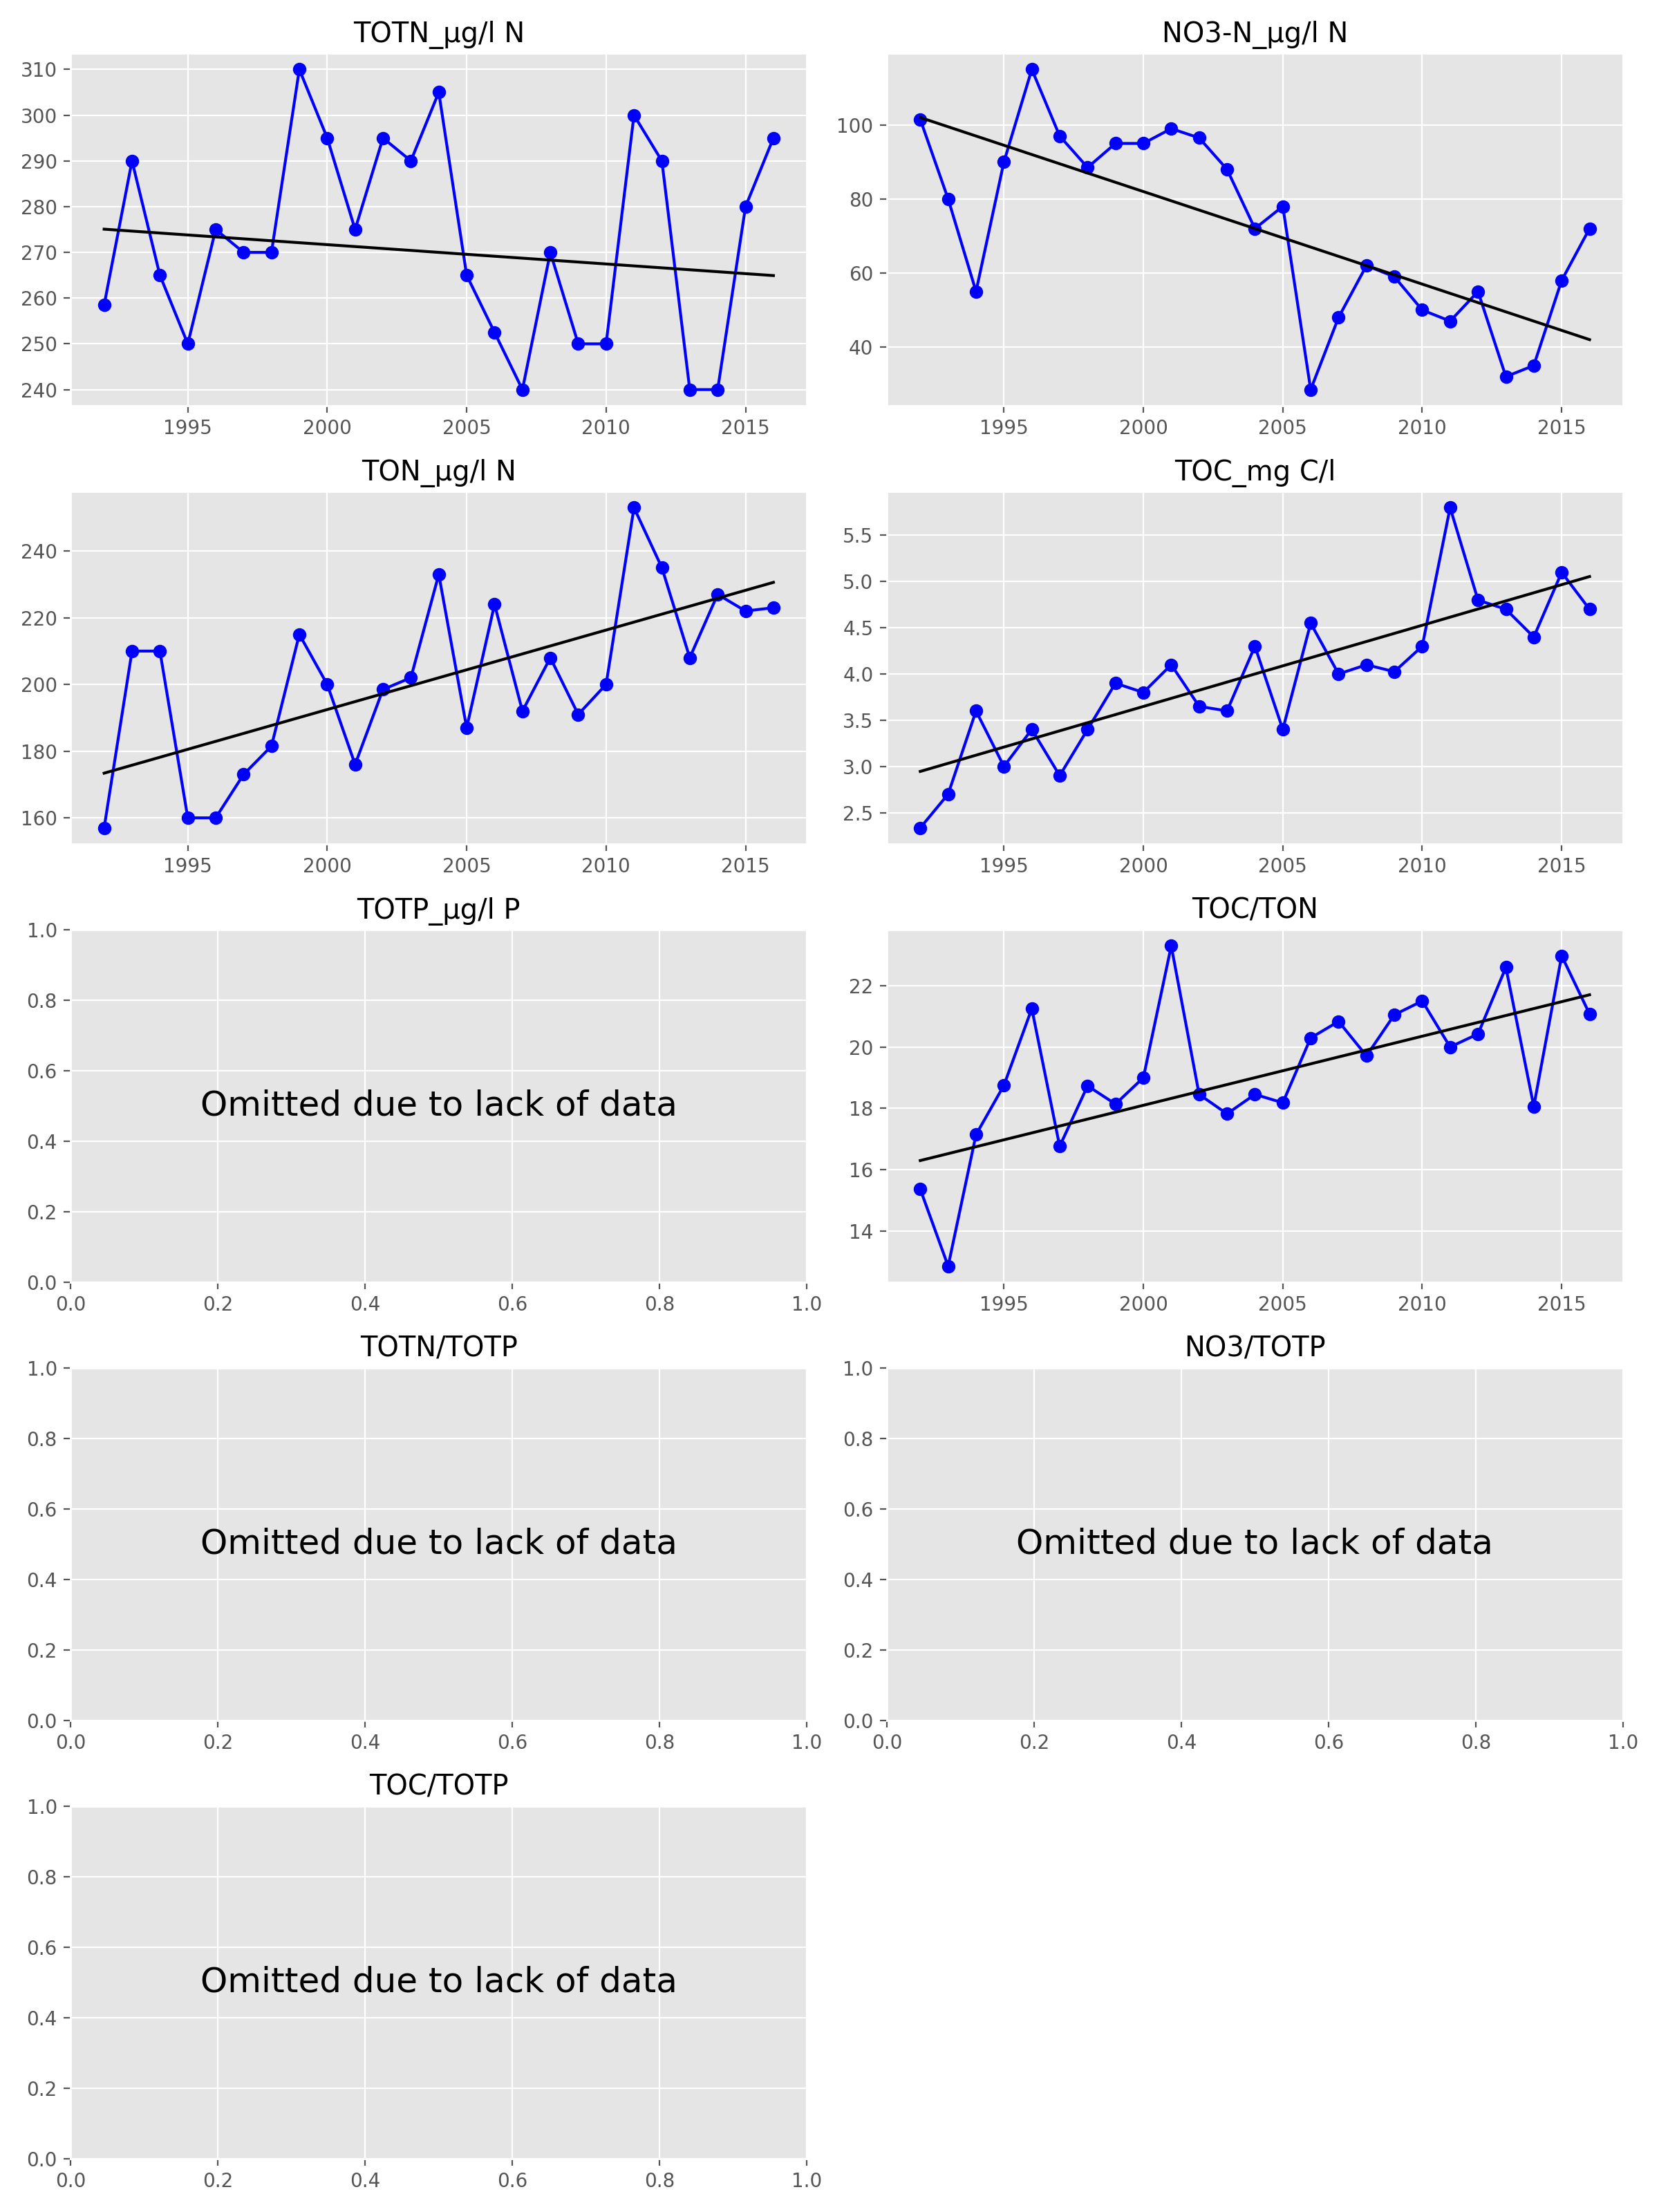 TOTN_µg/l N
310
300
290
280
270
260
250
240
1995 2000 2005 2010 2015
NO3-N_µg/l N
100
80
60
40
1995 2000 2005 2010 2015
TON_µg/l N
240
220
200
180
160
1995 2000 2005 2010 2015
TOC_mg C/l
5.5
5.0
4.5
4.0
3.5
3.0
2.5
1995 2000 2005 2010 2015
TOTP_µg/l P
1.0
0.8
0.6
Omitted due to lack of data
0.4
0.2
0.0
0.0 0.2 0.4 0.6 0.8 1.0
TOC/TON
22
20
18
16
14
1995 2000 2005 2010 2015
TOTN/TOTP
1.0
0.8
0.6
Omitted due to lack of data
0.4
0.2
0.0
0.0 0.2 0.4 0.6 0.8 1.0
NO3/TOTP
1.0
0.8
0.6
Omitted due to lack of data
0.4
0.2
0.0
0.0 0.2 0.4 0.6 0.8 1.0
TOC/TOTP
1.0
0.8
0.6
Omitted due to lack of data
0.4
0.2
0.0
0.0 0.2 0.4 0.6 0.8 1.0